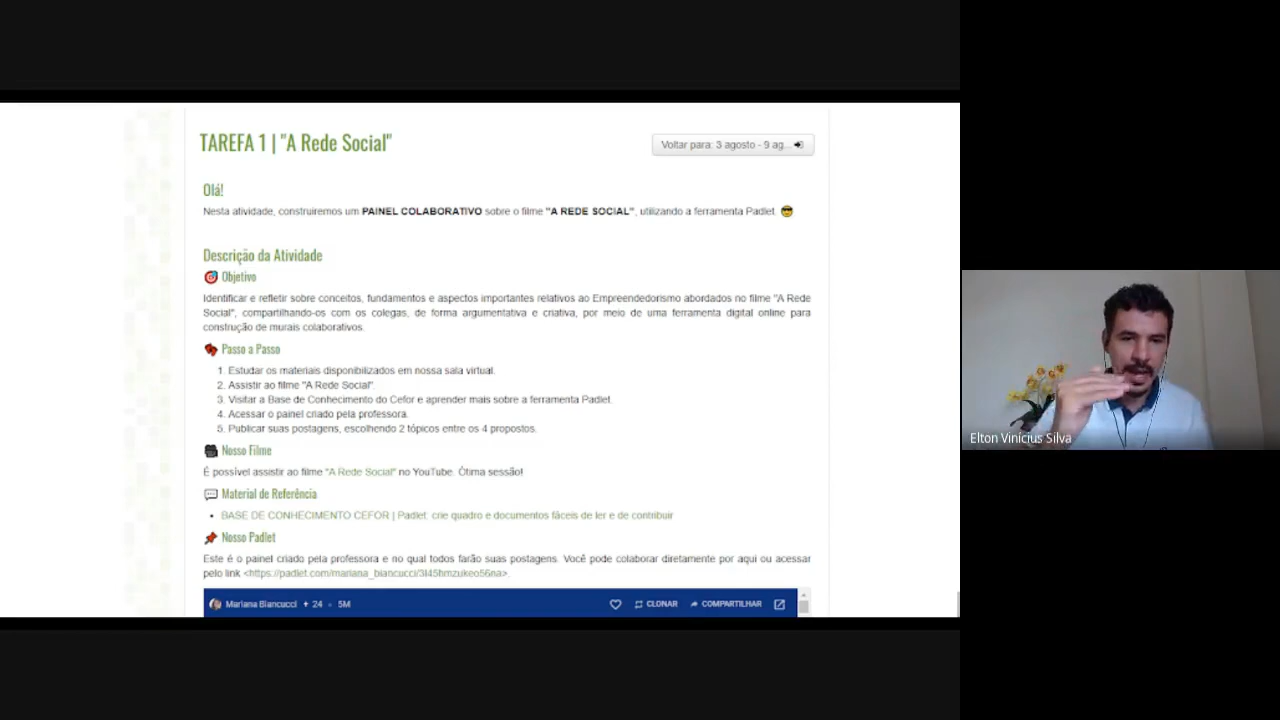 TAREFA 1 | "A Rede Social"
Voltar para: 3 agosto - 9 ag...
Olá!
Nesta atividade, construiremos um PAINEL COLABORATIVO sobre o filme "A REDE SOCIAL", utilizando a ferramenta Padlet.
Descrição da Atividade
Objetivo
Identificar e refletir sobre conceitos, fundamentos e aspectos importantes relativos ao Empreendedorismo abordados no filme "A Rede
Social", compartilhando-os com os colegas, de forma argumentativa e criativa, por meio de uma ferramenta digital online para
construção de murais colaborativos.
Passo a Passo
1. Estudar os materiais disponibilizados em nossa sala virtual.
2. Assistir ao filme "A Rede Social".
3. Visitar a Base de Conhecimento do Cefor e aprender mais sobre a ferramenta Padlet.
4. Acessar o painel criado pela professora.
5. Publicar suas postagens, escolhendo 2 tópicos entre os 4 propostos.
Nosso Filme
É possível assistir ao filme "A Rede Social" no YouTube. Ótima sessão!
Material de Referência
• BASE DE CONHECIMENTO CEFOR | Padlet: crie quadro e documentos fáceis de ler e de contribuir
Nosso Padlet
Este é o painel criado pela professora e no qual todos farão suas postagens. Você pode colaborar diretamente por aqui ou acessar
pelo link
Mariana Biancucci + 24 • 5M
CLONAR
COMPARTILHAR
Elton Vinícius Silva